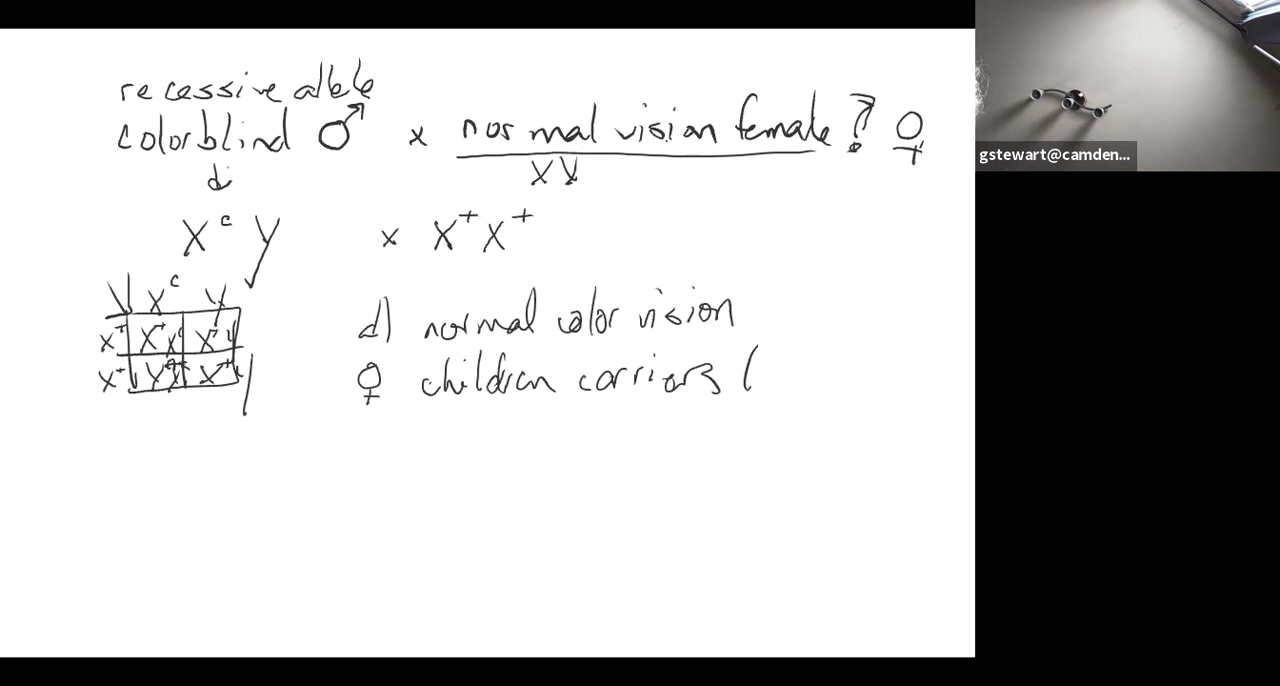 recessive allele
colorblind ♂ x normal vision female ? ♀
XX
X^c Y x X^+ X^+
X^c Y
X^+ X^+ X^c X^+ Y
X^+
d) normal color vision
♀ children carriers (
gstewart@camden...